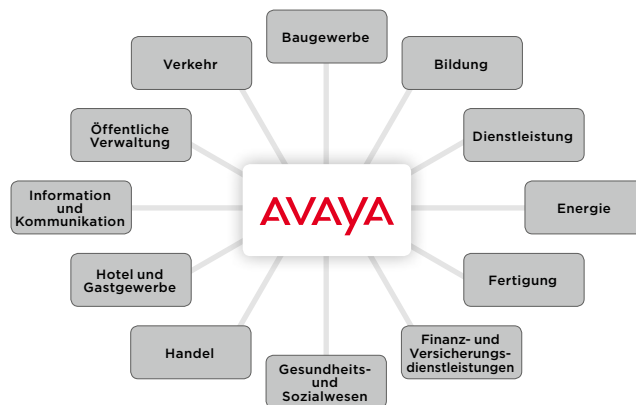 Baugewerbe
Verkehr
Bildung
Öffentliche
Verwaltung
Dienstleistung
Information
und
Kommunikation
AVAYA
Energie
Hotel und
Gastgewerbe
Fertigung
Handel
Finanz- und
Versicherungs-
dienstleistungen
Gesundheits-
und
Sozialwesen